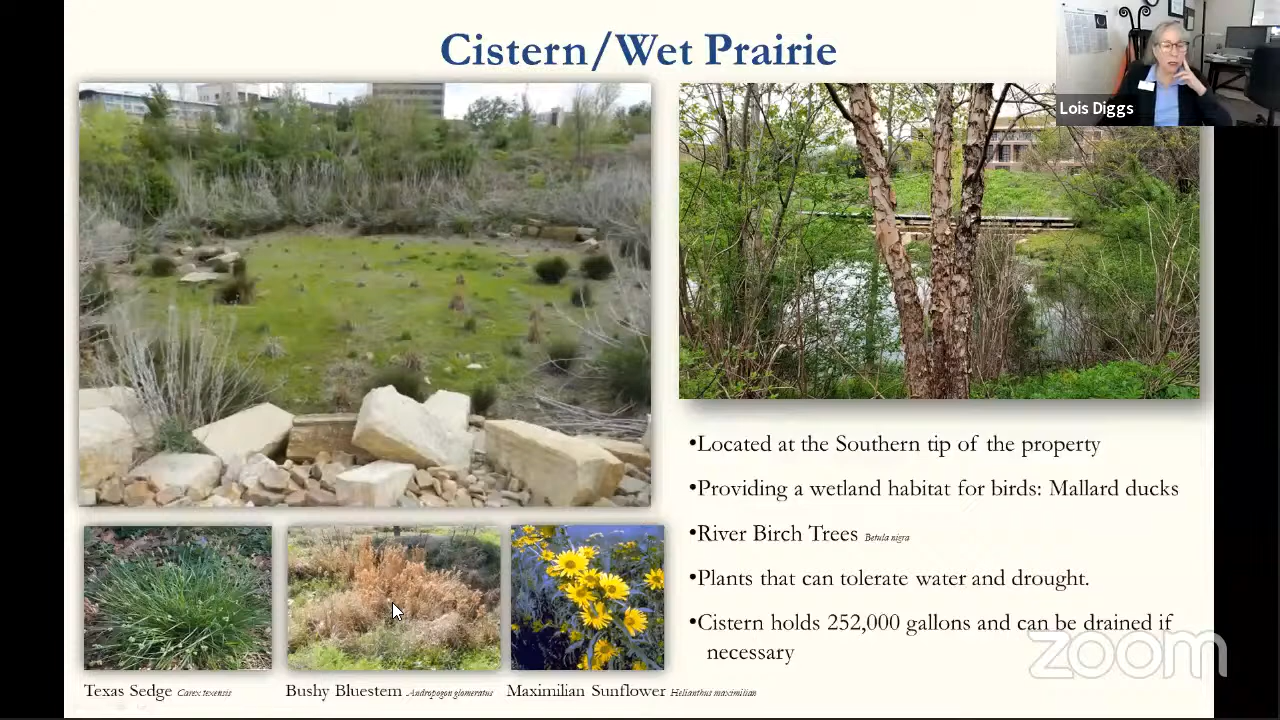 Cistern/Wet Prairie
Lois Diggs
•Located at the Southern tip of the property
•Providing a wetland habitat for birds: Mallard ducks
•River Birch Trees Betula nigra
•Plants that can tolerate water and drought.
•Cistern holds 252,000 gallons and can be drained if
necessary
zoom
Texas Sedge Carex texensis
Bushy Bluestem Andropogon glomeratus
Maximilian Sunflower Helianthus maximilian